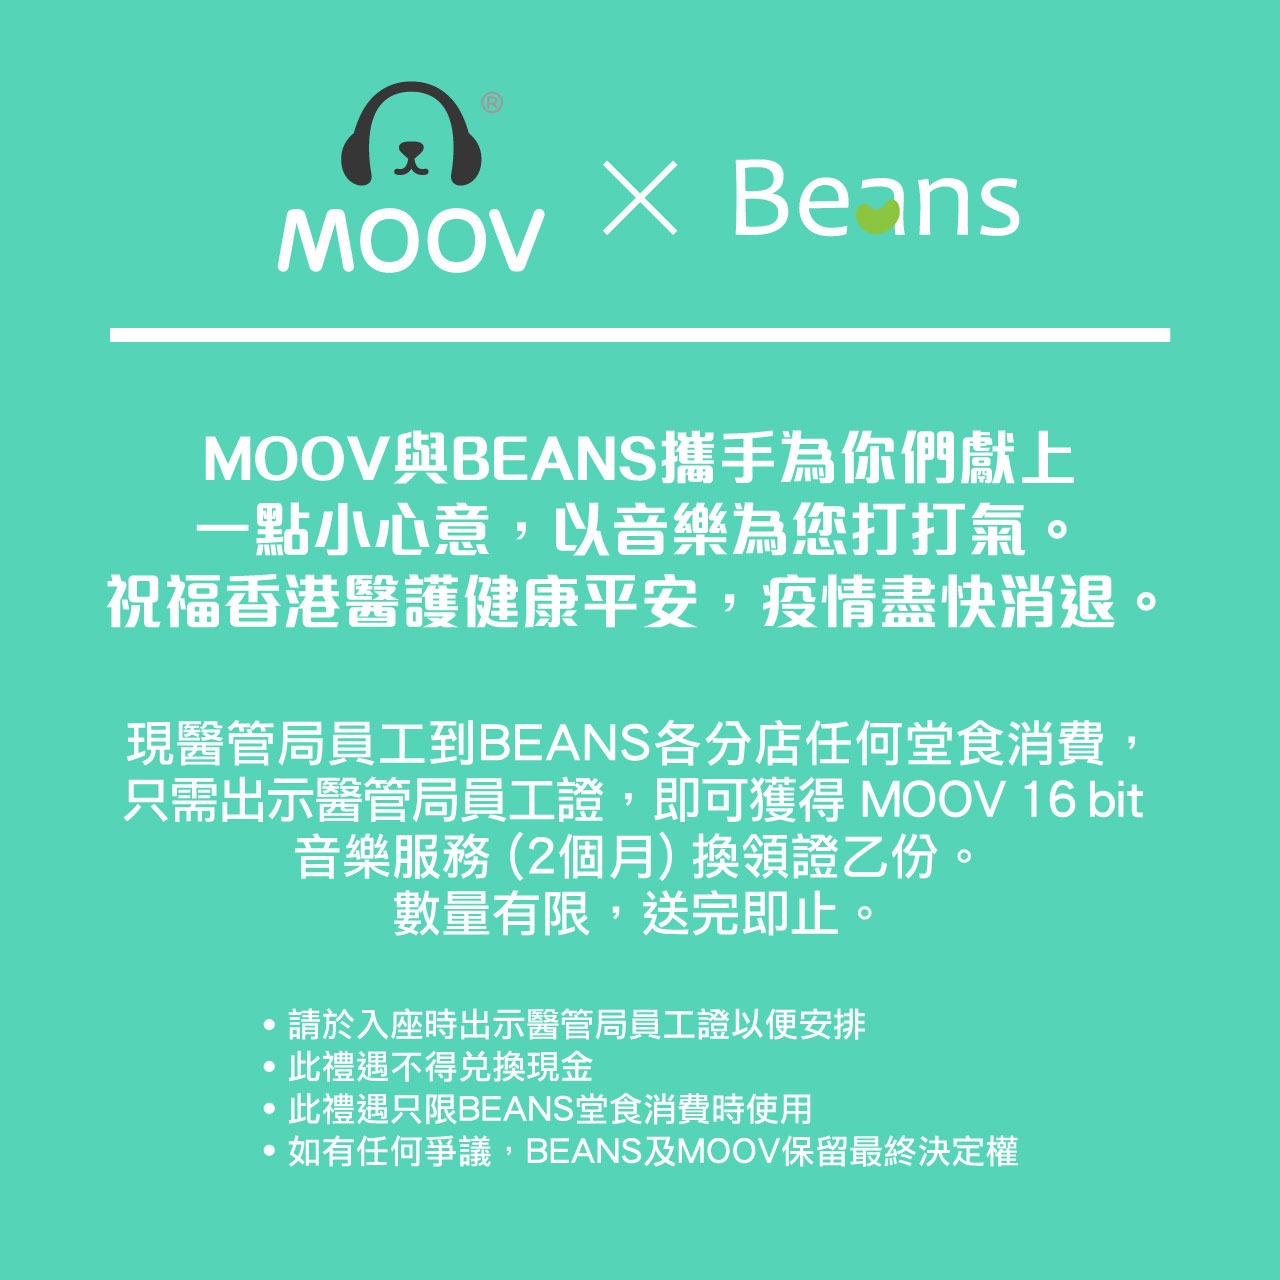 MOOV® × Beans
MOOV與BEANS攜手為你們獻上
一點小心意，以音樂為您打打氣。
祝福香港醫護健康平安，疫情盡快消退。
現醫管局員工到BEANS各分店任何堂食消費，
只需出示醫管局員工證，即可獲得 MOOV 16 bit
音樂服務 (2個月) 換領證乙份。
數量有限，送完即止。
• 請於入座時出示醫管局員工證以便安排
• 此禮遇不得兌換現金
• 此禮遇只限BEANS堂食消費時使用
• 如有任何爭議，BEANS及MOOV保留最終決定權